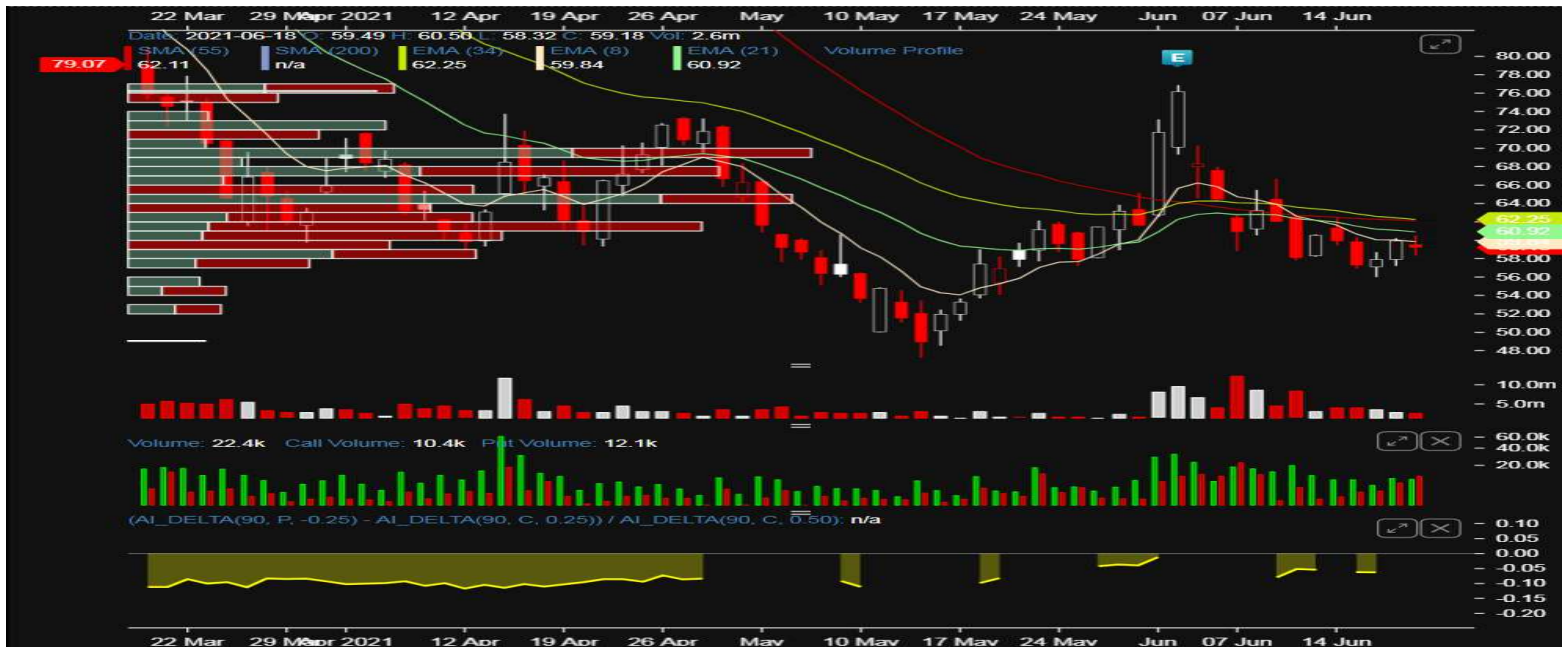 22 Mar 29 Mar Apr 2021 12 Apr 19 Apr 26 Apr May 10 May 17 May 24 May Jun 07 Jun 14 Jun
Date: 2021-06-18 O: 59.49 H: 60.50 L: 58.32 C: 59.18 Vol: 2.6m
SMA (55) SMA (200) EMA (34) EMA (8) EMA (21) Volume Profile
62.11 n/a 62.25 59.84 60.92
E
79.07
80.00
78.00
76.00
74.00
72.00
70.00
68.00
66.00
64.00
62.25
60.92
58.00
56.00
54.00
52.00
50.00
48.00
10.0m
5.0m
Volume: 22.4k Call Volume: 10.4k Put Volume: 12.1k
60.0k
40.0k
20.0k
(AI_DELTA(90, P, -0.25) - AI_DELTA(90, C, 0.25)) / AI_DELTA(90, C, 0.50): n/a
0.10
0.05
0.00
-0.05
-0.10
-0.15
-0.20
22 Mar 29 Mar Apr 2021 12 Apr 19 Apr 26 Apr May 10 May 17 May 24 May Jun 07 Jun 14 Jun